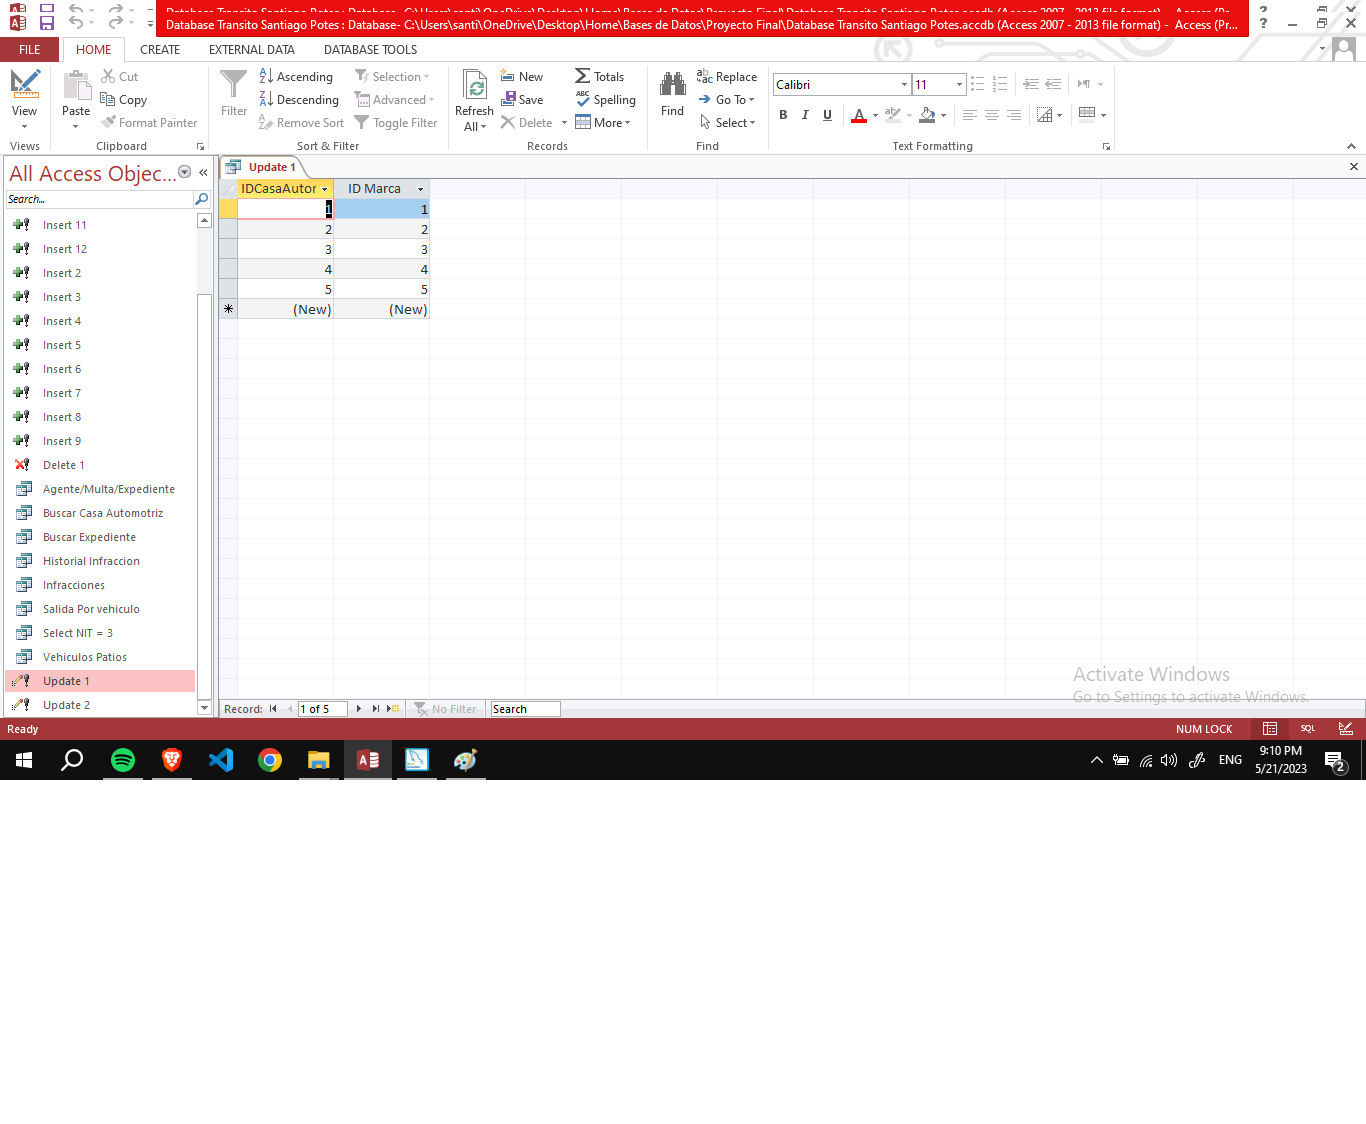 Database Transito Santiago Potes : Database- C:\Users\santi\OneDrive\Desktop\Home\Bases de Datos\Proyecto Final\Database Transito Santiago Potes.accdb (Access 2007 - 2013 file format) - Access (Pr...
FILE HOME CREATE EXTERNAL DATA DATABASE TOOLS
View
Views
Paste
Cut
Copy
Format Painter
Clipboard
Filter
Ascending
Descending
Remove Sort
Selection
Advanced
Toggle Filter
Sort & Filter
Refresh
All
New
Save
Delete
Totals
Spelling
More
Records
Find
Replace
Go To
Select
Find
Calibri 11
B I U A
Text Formatting
All Access Objec...
Search...
Insert 11
Insert 12
Insert 2
Insert 3
Insert 4
Insert 5
Insert 6
Insert 7
Insert 8
Insert 9
Delete 1
Agente/Multa/Expediente
Buscar Casa Automotriz
Buscar Expediente
Historial Infraccion
Infracciones
Salida Por vehiculo
Select NIT = 3
Vehiculos Patios
Update 1
Update 2
Update 1
IDCasaAutor ID Marca
1 1
2 2
3 3
4 4
5 5
(New) (New)
Activate Windows
Go to Settings to activate Windows.
Record: 1 of 5 No Filter Search
Ready NUM LOCK SQL
ENG 9:10 PM
5/21/2023
2